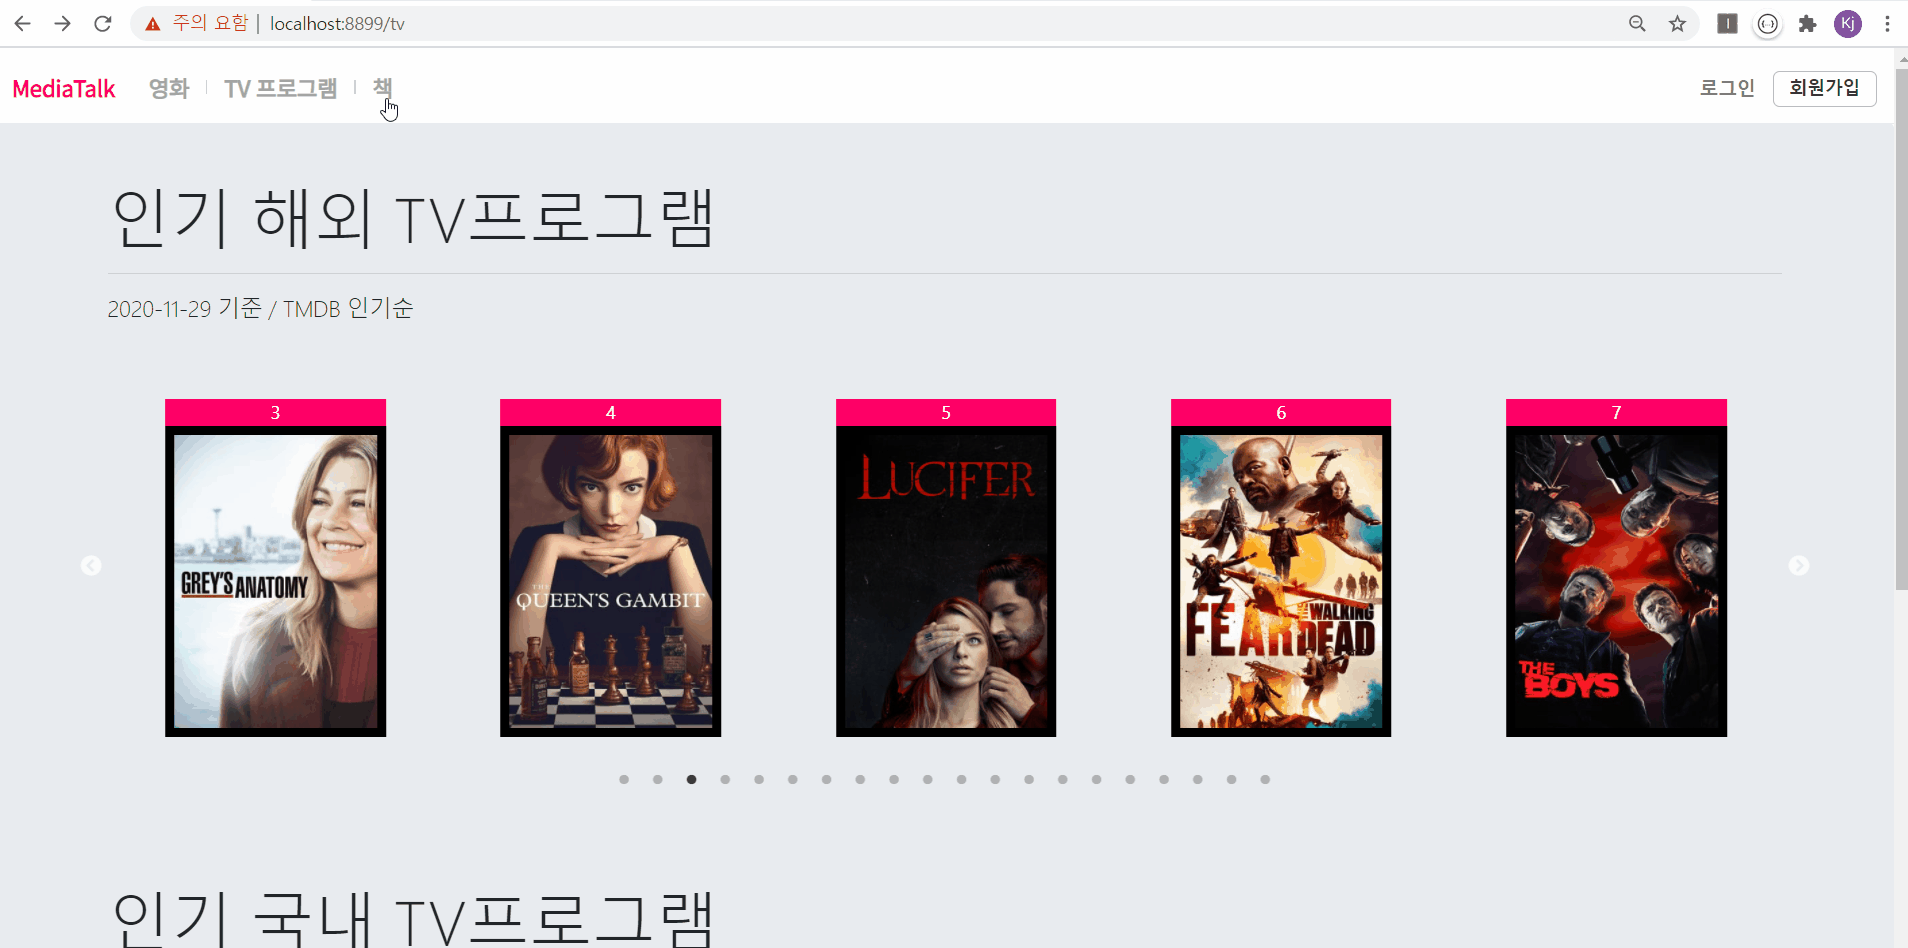 주의 요함 | localhost:8899/tv
Kj
MediaTalk 영화 TV 프로그램 책 로그인 회원가입
인기 해외 TV프로그램
2020-11-29 기준 / TMDB 인기순
3 4 5 6 7
GREY'S ANATOMY
THE
QUEEN'S GAMBIT
LUCIFER
FEAR THE WALKING DEAD
THE
BOYS
인기 국내 TV프로그램